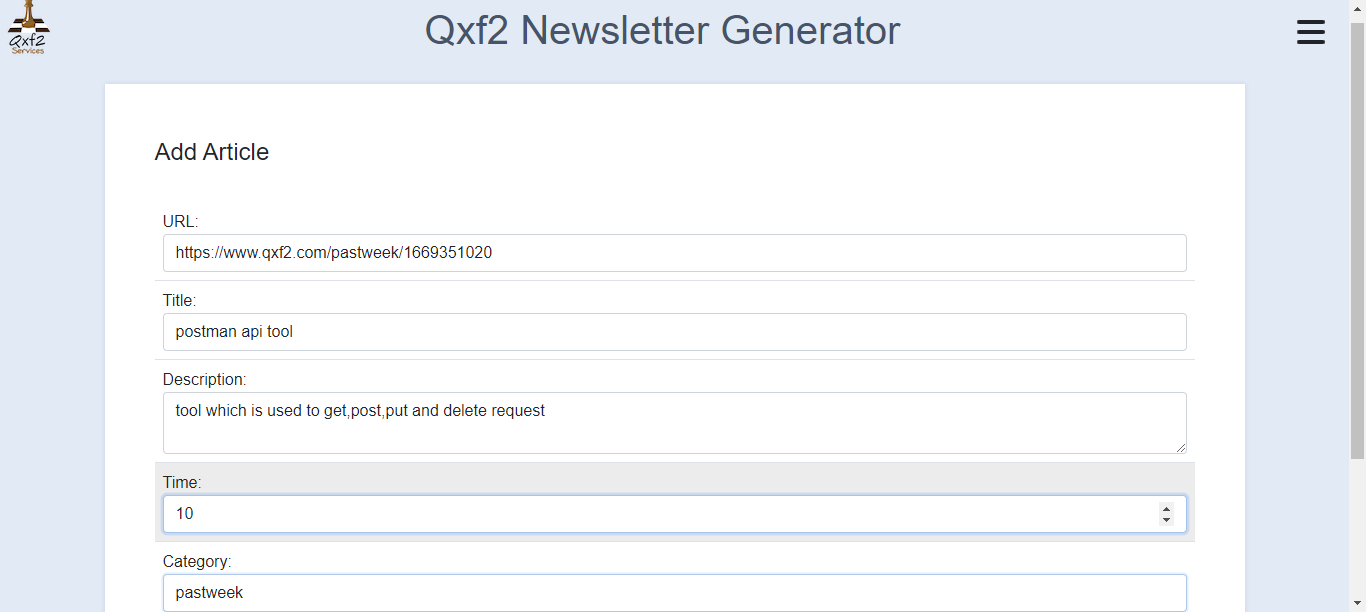 Qxf2
Services
Qxf2 Newsletter Generator
Add Article
URL:
https://www.qxf2.com/pastweek/1669351020
Title:
postman api tool
Description:
tool which is used to get,post,put and delete request
Time:
10
Category:
pastweek